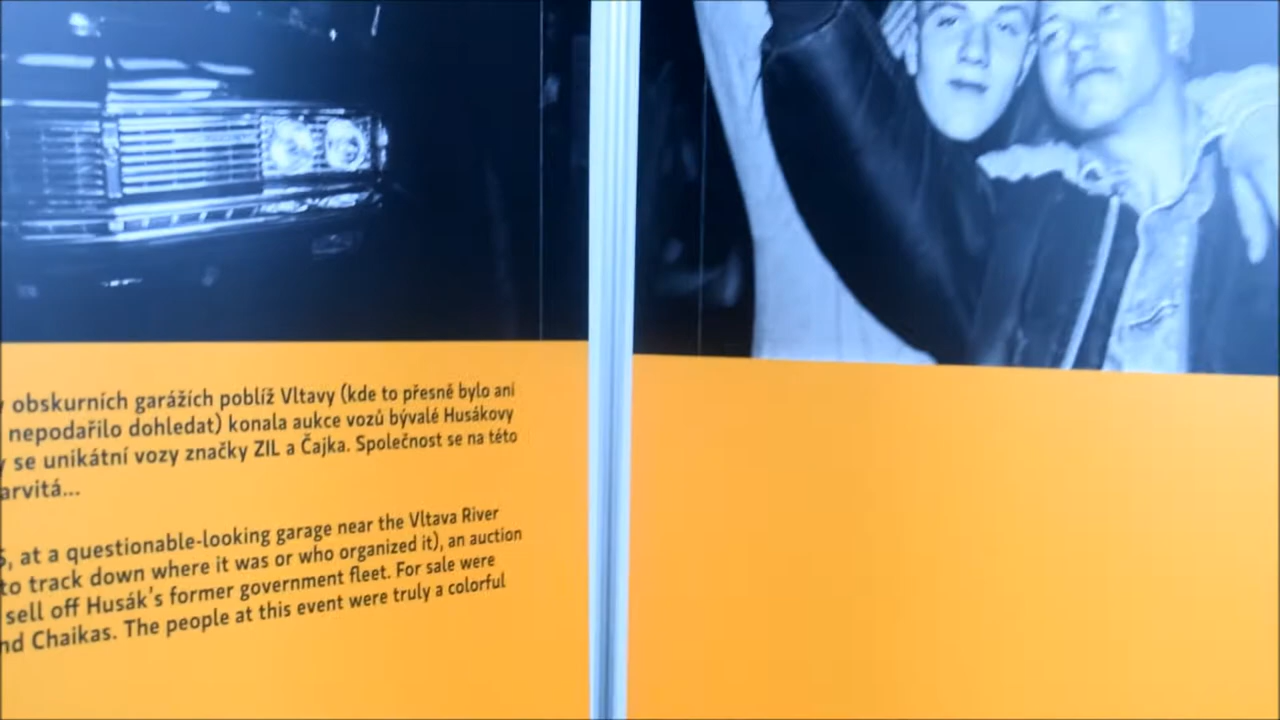 obskurních garážích poblíž Vltavy (kde to přesně bylo ani
nepodařilo dohledat) konala aukce vozů bývalé Husákovy
se unikátní vozy značky ZIL a Čajka. Společnost se na této
arvitá...
, at a questionable-looking garage near the Vltava River
to track down where it was or who organized it), an auction
sell off Husák's former government fleet. For sale were
nd Chaikas. The people at this event were truly a colorful